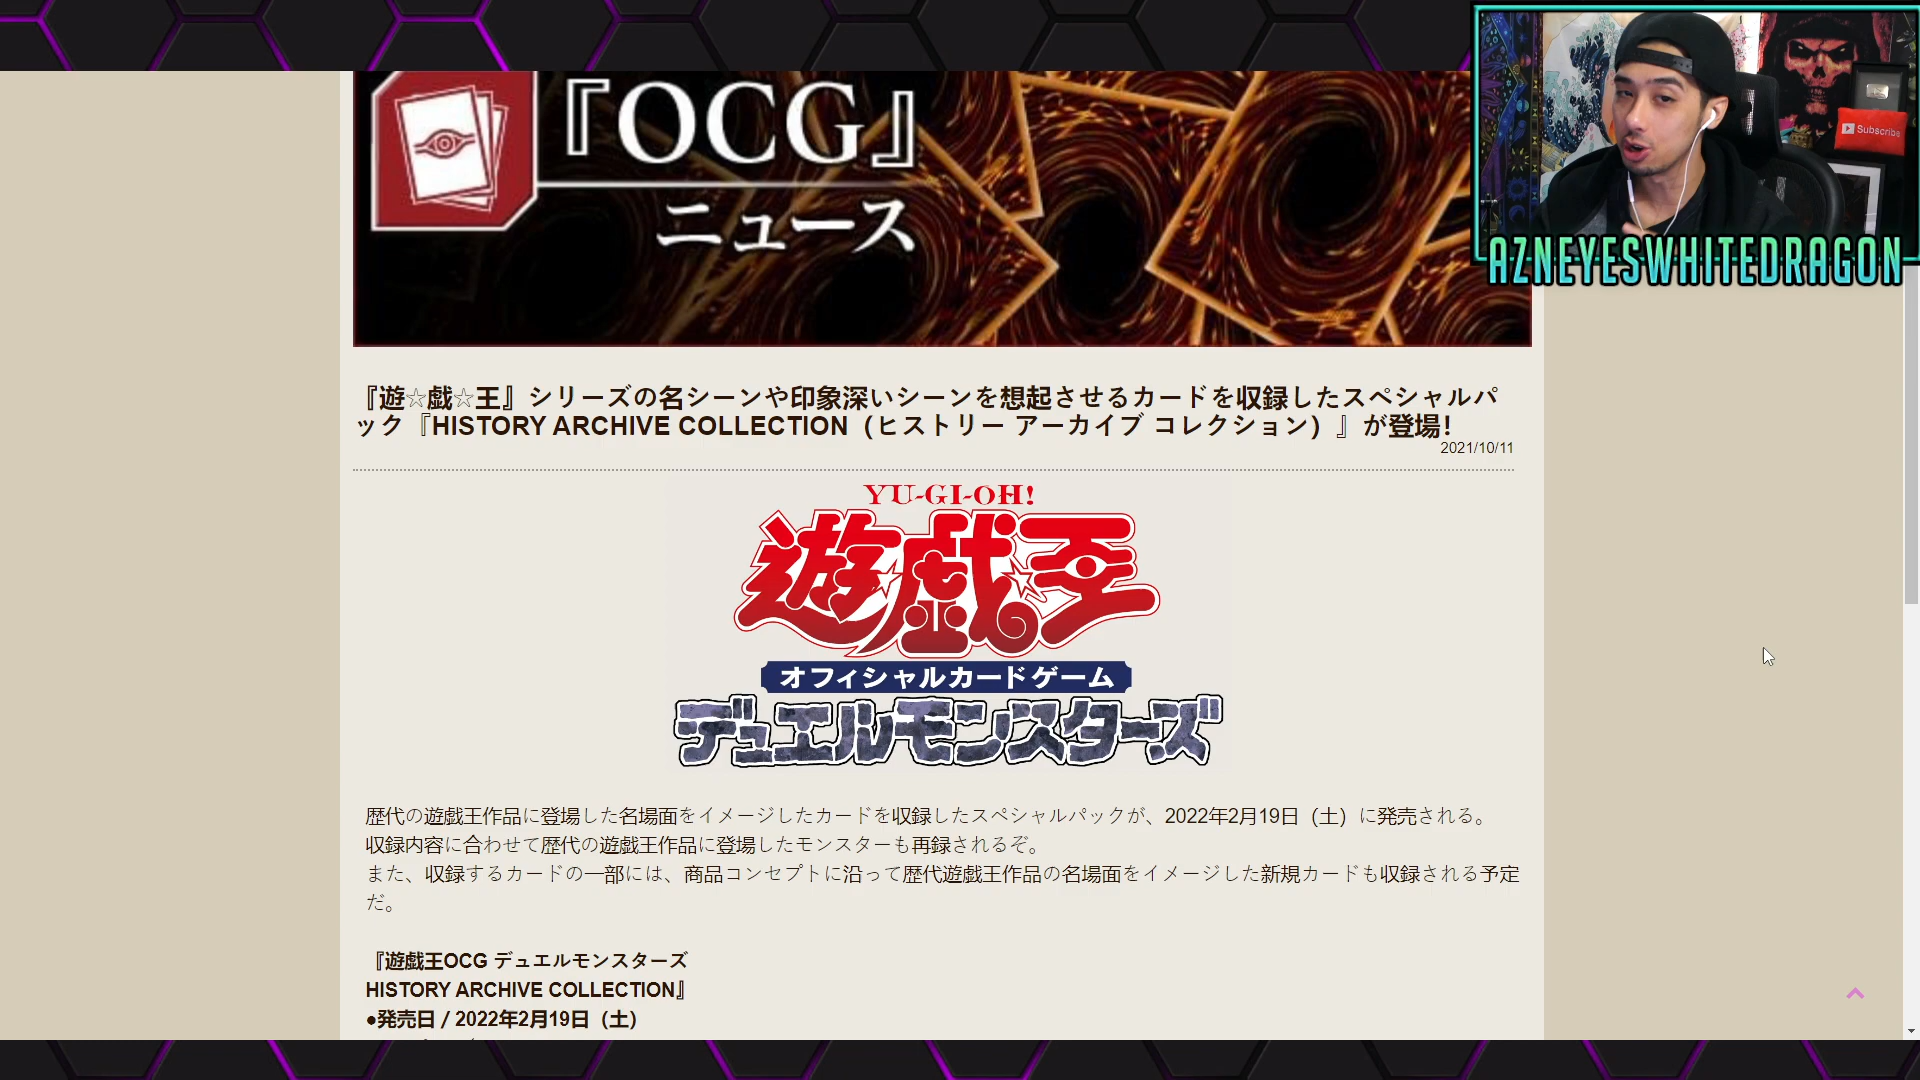 『OCG』
ニュース
Subscribe
AZNEYESWHITEDRAGON
『遊☆戯☆王』シリーズの名シーンや印象深いシーンを想起させるカードを収録したスペシャルパ
ック『HISTORY ARCHIVE COLLECTION（ヒストリー アーカイブ コレクション）』が登場！
2021/10/11
YU-GI-OH!
遊☆戯☆王
オフィシャルカードゲーム
デュエルモンスターズ
歴代の遊戯王作品に登場した名場面をイメージしたカードを収録したスペシャルパックが、2022年2月19日（土）に発売される。
収録内容に合わせて歴代の遊戯王作品に登場したモンスターも再録されるぞ。
また、収録するカードの一部には、商品コンセプトに沿って歴代遊戯王作品の名場面をイメージした新規カードも収録される予定
だ。
『遊戯王OCG デュエルモンスターズ
HISTORY ARCHIVE COLLECTION』
●発売日 / 2022年2月19日（土）